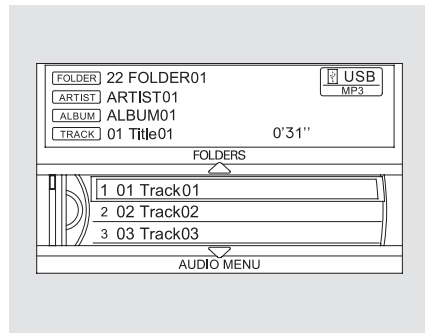 FOLDER 22 FOLDER01 USB
MP3
ARTIST ARTIST01
ALBUM ALBUM01
TRACK 01 Title01 0'31''
FOLDERS
1 01 Track01
2 02 Track02
3 03 Track03
AUDIO MENU